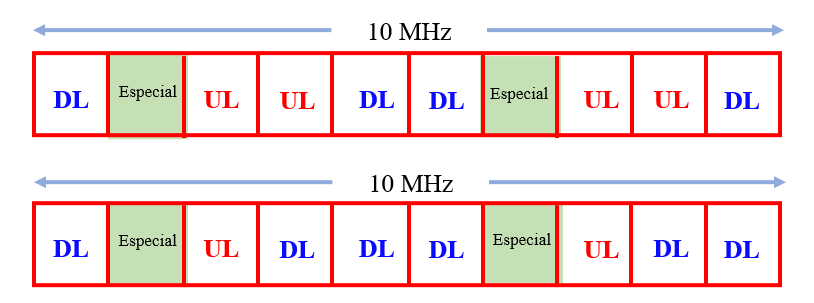 10 MHz
DL Especial UL UL DL DL Especial UL UL DL
10 MHz
DL Especial UL DL DL DL Especial UL DL DL